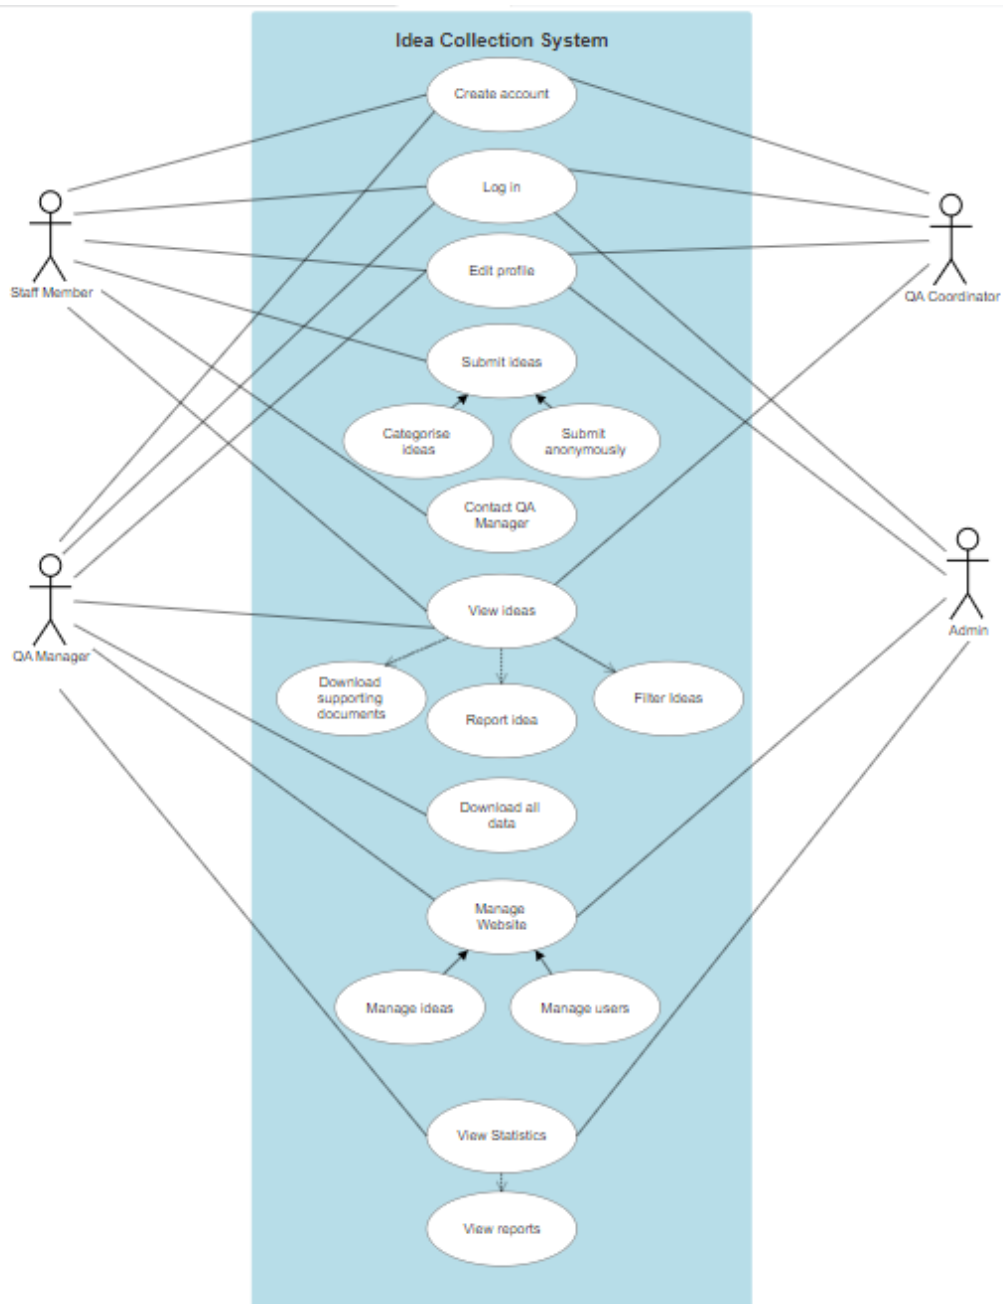 Idea Collection System
Create account
Log in
Staff Member
Edit profile
QA Coordinator
Submit ideas
Categorise
ideas
Submit
anonymously
Contact QA
Manager
View ideas
QA Manager
Admin
Download
supporting
documents
Report idea
Filter Ideas
Download all
data
Manage
Website
Manage ideas
Manage users
View Statistics
View reports